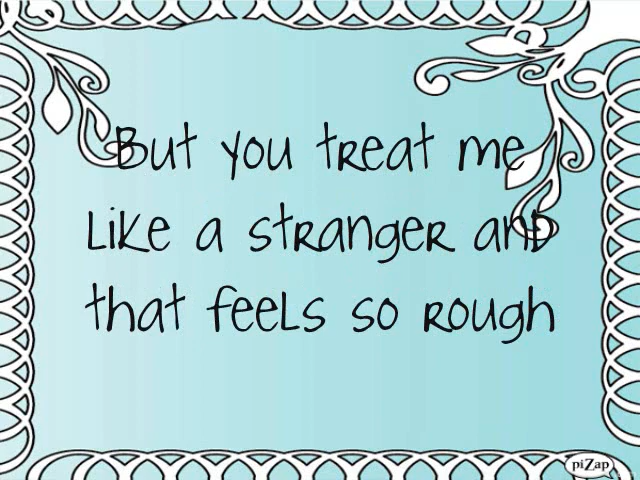 But you treat me
like a stranger and
that feels so rough
piZap